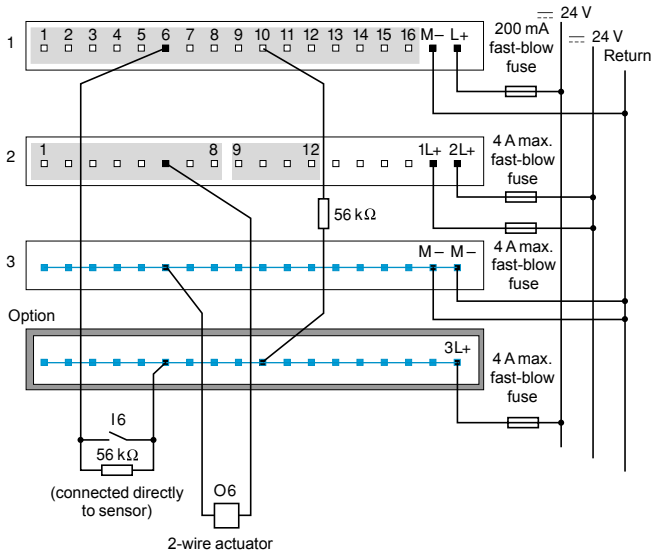 ⎓ 24 V
⎓ 24 V
Return
1
1 2 3 4 5 6 7 8 9 10 11 12 13 14 15 16 M– L+
200 mA
fast-blow
fuse
2
1 8 9 12 1L+ 2L+
4 A max.
fast-blow
fuse
56 kΩ
3
M– M–
4 A max.
fast-blow
fuse
Option
3L+
4 A max.
fast-blow
fuse
I6
56 kΩ
(connected directly
to sensor)
O6
2-wire actuator